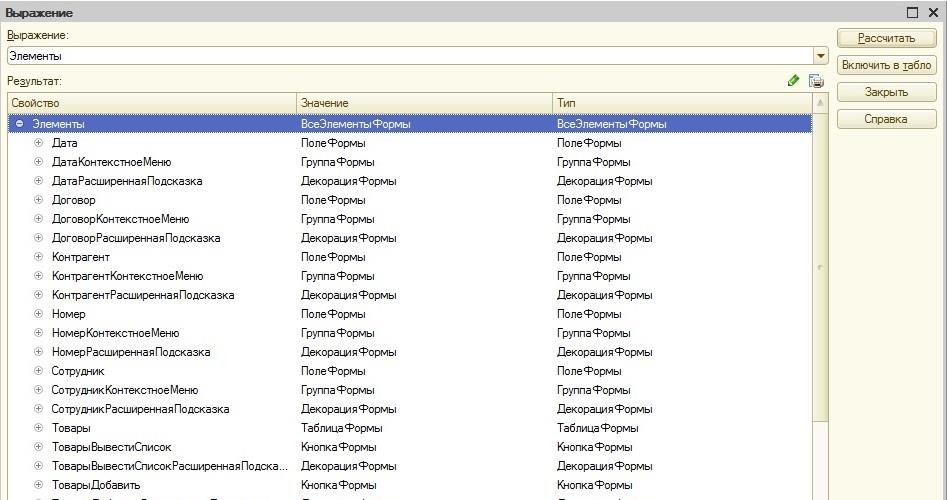 Выражение
Выражение:
Элементы
Рассчитать
Включить в табло
Закрыть
Справка
Результат:
Свойство Значение Тип
Элементы ВсеЭлементыФормы ВсеЭлементыФормы
Дата ПолеФормы ПолеФормы
ДатаКонтекстноеМеню ГруппаФормы ГруппаФормы
ДатаРасширеннаяПодсказка ДекорацияФормы ДекорацияФормы
Договор ПолеФормы ПолеФормы
ДоговорКонтекстноеМеню ГруппаФормы ГруппаФормы
ДоговорРасширеннаяПодсказка ДекорацияФормы ДекорацияФормы
Контрагент ПолеФормы ПолеФормы
КонтрагентКонтекстноеМеню ГруппаФормы ГруппаФормы
КонтрагентРасширеннаяПодсказка ДекорацияФормы ДекорацияФормы
Номер ПолеФормы ПолеФормы
НомерКонтекстноеМеню ГруппаФормы ГруппаФормы
НомерРасширеннаяПодсказка ДекорацияФормы ДекорацияФормы
Сотрудник ПолеФормы ПолеФормы
СотрудникКонтекстноеМеню ГруппаФормы ГруппаФормы
СотрудникРасширеннаяПодсказка ДекорацияФормы ДекорацияФормы
Товары ТаблицаФормы ТаблицаФормы
ТоварыВывестиСписок КнопкаФормы КнопкаФормы
ТоварыВывестиСписокРасширеннаяПодска... ДекорацияФормы ДекорацияФормы
ТоварыДобавить КнопкаФормы КнопкаФормы